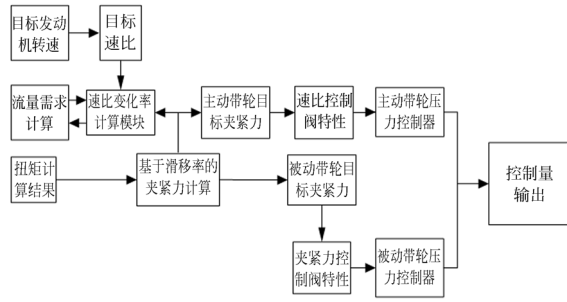 目标发动
机转速
目标
速比
流量需求
计算
速比变化率
计算模块
主动带轮目
标夹紧力
速比控制
阀特性
主动带轮压
力控制器
扭矩计
算结果
基于滑移率的
夹紧力计算
被动带轮目
标夹紧力
控制量
输出
夹紧力控
制阀特性
被动带轮压
力控制器